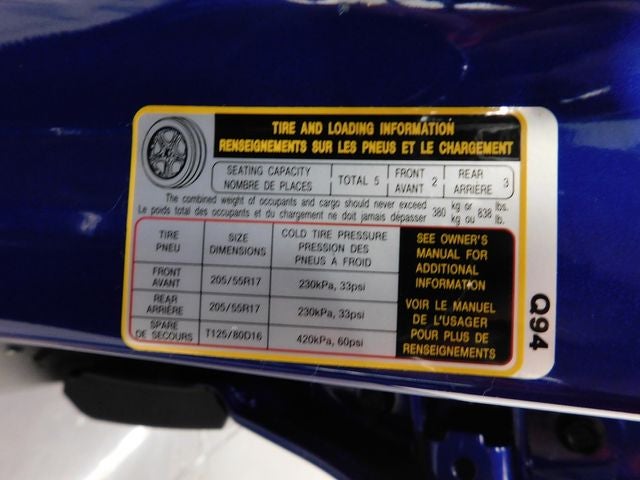 TIRE AND LOADING INFORMATION
RENSEIGNEMENTS SUR LES PNEUS ET LE CHARGEMENT
SEATING CAPACITY
NOMBRE DE PLACES
TOTAL 5
FRONT
AVANT
2
REAR
ARRIÈRE
3
The combined weight of occupants and cargo should never exceed 380 kg or 838 lbs.
Le poids total des occupants et du chargement ne doit jamais dépasser 380 kg ou 838 lb.
TIRE
PNEU
SIZE
DIMENSIONS
COLD TIRE PRESSURE
PRESSION DES
PNEUS À FROID
FRONT
AVANT
205/55R17
230kPa, 33psi
REAR
ARRIÈRE
205/55R17
230kPa, 33psi
SPARE
DE SECOURS
T125/80D16
420kPa, 60psi
SEE OWNER'S
MANUAL FOR
ADDITIONAL
INFORMATION
VOIR LE MANUEL
DE L'USAGER
POUR PLUS DE
RENSEIGNEMENTS
Q94